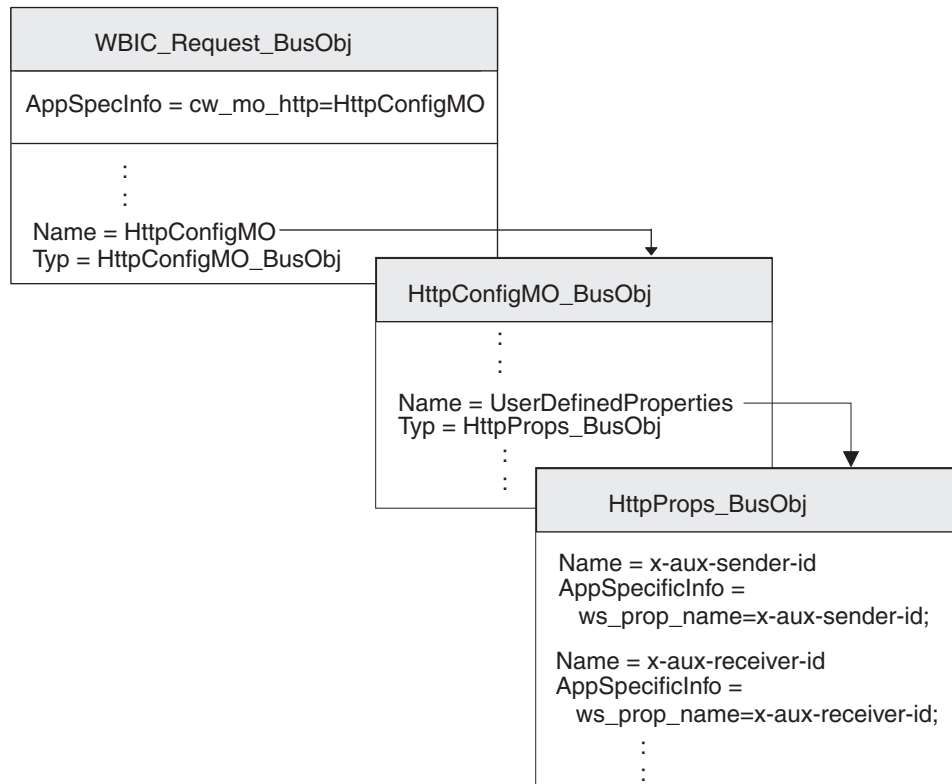 WBIC_Request_BusObj
AppSpecInfo = cw_mo_http=HttpConfigMO
:
:
Name = HttpConfigMO
Typ = HttpConfigMO_BusObj
HttpConfigMO_BusObj
:
:
Name = UserDefinedProperties
Typ = HttpProps_BusObj
:
:
HttpProps_BusObj
Name = x-aux-sender-id
AppSpecificInfo =
ws_prop_name=x-aux-sender-id;
Name = x-aux-receiver-id
AppSpecificInfo =
ws_prop_name=x-aux-receiver-id;
:
: